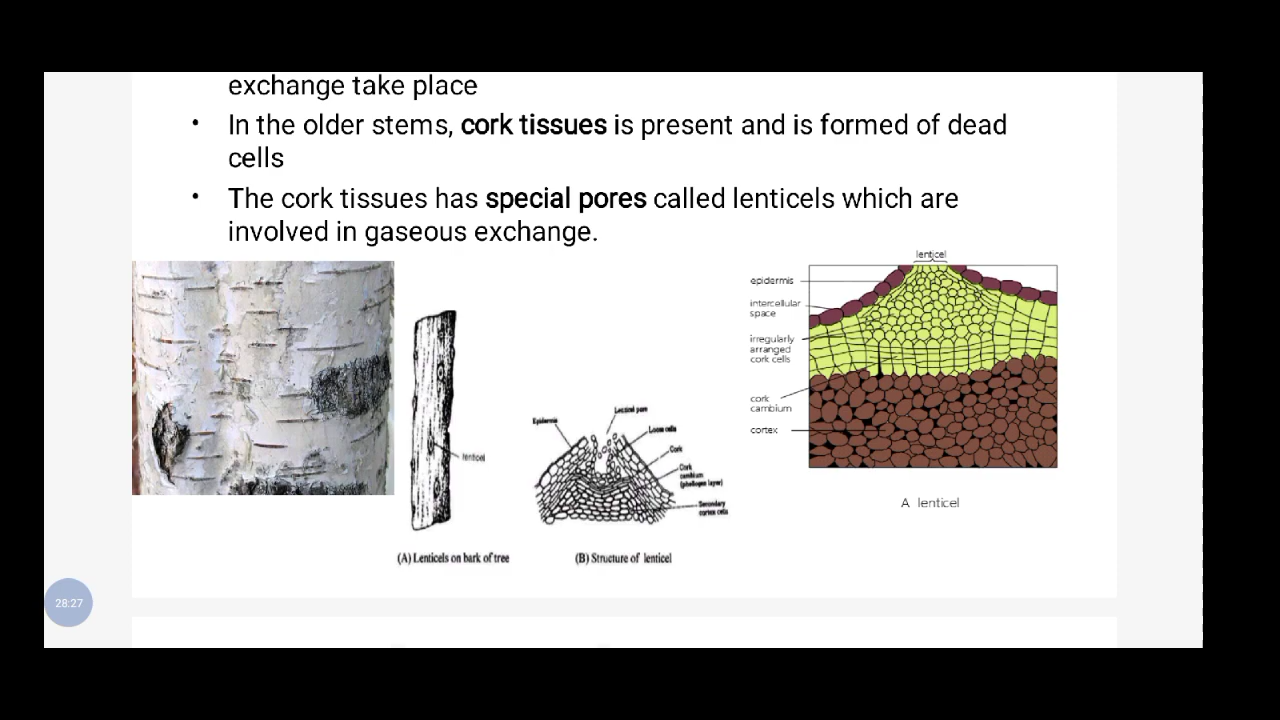 exchange take place
• In the older stems, cork tissues is present and is formed of dead
cells
• The cork tissues has special pores called lenticels which are
involved in gaseous exchange.
lenticel
epidermis
intercellular
space
irregularly
arranged
cork cells
cork
cambium
cortex
A lenticel
lenticel
(A) Lenticels on bark of tree
Epidermis
Lenticel pore
Loose cells
Cork
Cork
cambium
(phellogen layer)
Secondary
cortex cells
(B) Structure of lenticel
28:27